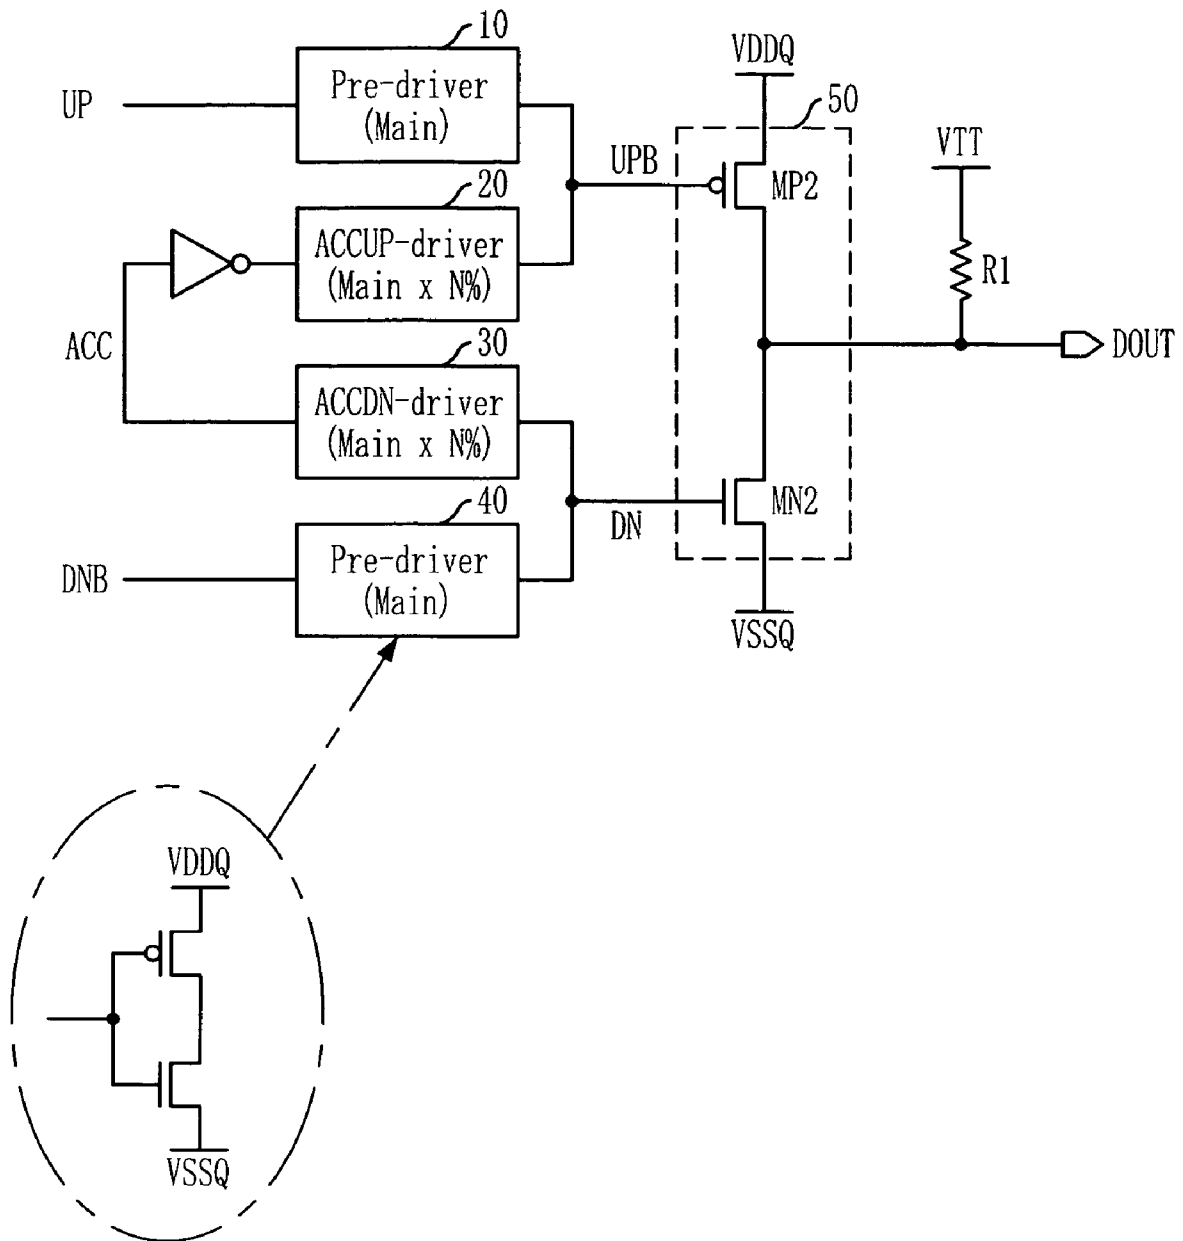 10
VDDQ
UP
Pre-driver
(Main)
50
VTT
UPB
MP2
20
ACCUP-driver
(Main x N%)
R1
ACC
30
DOUT
ACCDN-driver
(Main x N%)
MN2
40
DN
DNB
Pre-driver
(Main)
VSSQ
VDDQ
VSSQ